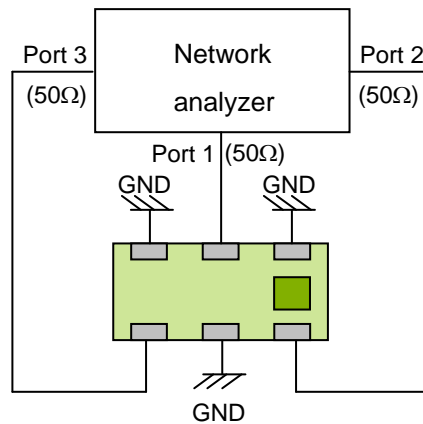 Port 3
Network
analyzer
Port 2
(50Ω)
(50Ω)
Port 1
(50Ω)
GND
GND
GND